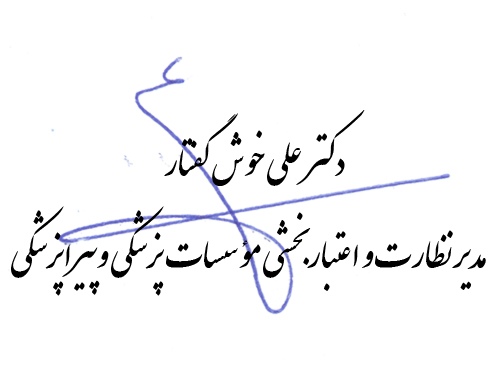 دکتر علی خوش گفتار
مدیر نظارت و اعتباربخشی مؤسسات پزشکی و پیراپزشکی